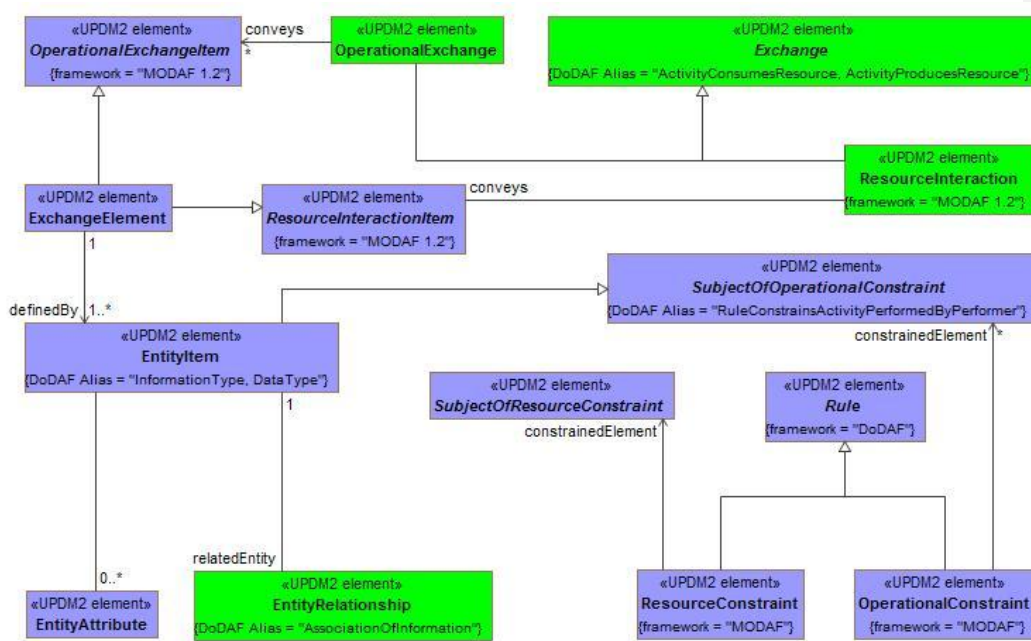 «UPDM2 element»
OperationalExchangeItem
{framework = "MODAF 1.2"}
conveys
*
«UPDM2 element»
OperationalExchange
«UPDM2 element»
Exchange
{DoDAF Alias = "ActivityConsumesResource, ActivityProducesResource"}
«UPDM2 element»
ExchangeElement
1
«UPDM2 element»
ResourceInteractionItem
{framework = "MODAF 1.2"}
conveys
«UPDM2 element»
ResourceInteraction
{framework = "MODAF 1.2"}
definedBy
1..*
«UPDM2 element»
EntityItem
{DoDAF Alias = "InformationType, DataType"}
1
«UPDM2 element»
SubjectOfOperationalConstraint
{DoDAF Alias = "RuleConstrainsActivityPerformedByPerformer"}
constrainedElement
*
«UPDM2 element»
SubjectOfResourceConstraint
constrainedElement
«UPDM2 element»
Rule
{framework = "DoDAF"}
0..*
«UPDM2 element»
EntityAttribute
relatedEntity
«UPDM2 element»
EntityRelationship
{DoDAF Alias = "AssociationOfInformation"}
«UPDM2 element»
ResourceConstraint
{framework = "MODAF"}
«UPDM2 element»
OperationalConstraint
{framework = "MODAF"}